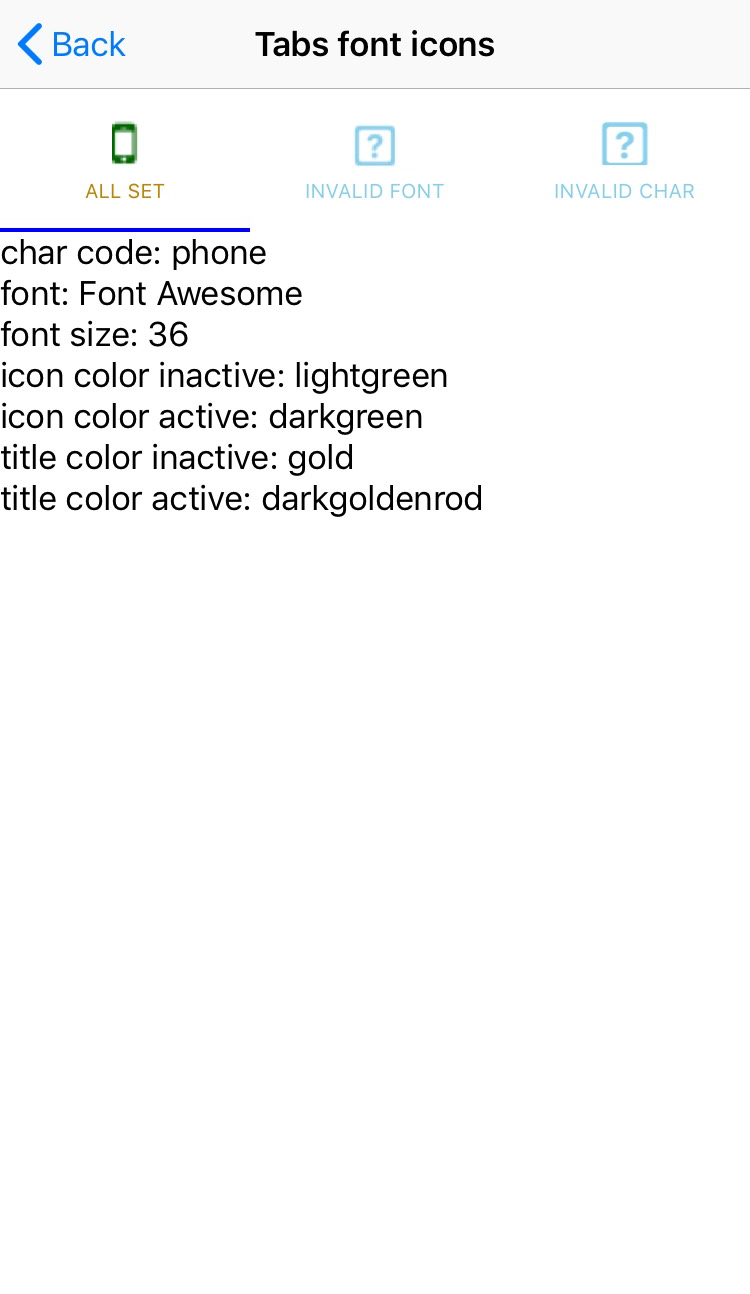 Back
Tabs font icons
ALL SET
INVALID FONT
INVALID CHAR
char code: phone
font: Font Awesome
font size: 36
icon color inactive: lightgreen
icon color active: darkgreen
title color inactive: gold
title color active: darkgoldenrod